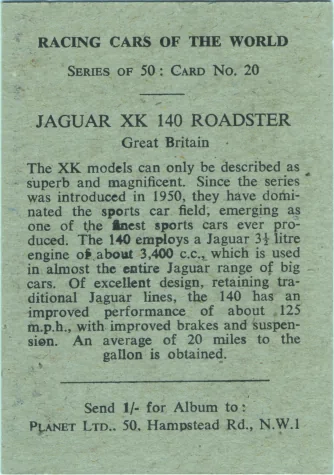 RACING CARS OF THE WORLD
SERIES OF 50: CARD No. 20
JAGUAR XK 140 ROADSTER
Great Britain
The XK models can only be described as
superb and magnificent. Since the series
was introduced in 1950, they have domi-
nated the sports car field, emerging as
one of the finest sports cars ever pro-
duced. The 140 employs a Jaguar 3½ litre
engine of about 3,400 c.c., which is used
in almost the entire Jaguar range of big
cars. Of excellent design, retaining tra-
ditional Jaguar lines, the 140 has an
improved performance of about 125
m.p.h., with improved brakes and suspen-
sion. An average of 20 miles to the
gallon is obtained.
Send 1/- for Album to:
PLANET LTD.. 50, Hampstead Rd., N.W.1